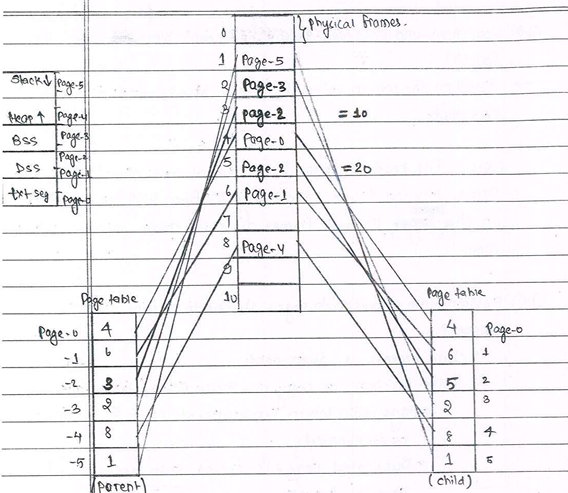 0 } physical frames.
1 Page-5
2 Page-3
3 page-2 = 10
4 Page-0
5 Page-2 = 20
6 Page-1
7
8 Page-4
9
10
Stack↓ Page-5
Heap↑ Page-4
BSS Page-3
Page-2
DSS Page-1
txt seg Page-0
Page table
Page-0 4
-1 6
-2 3
-3 2
-4 8
-5 1
(Parent)
Page table
4 Page-0
6 1
5 2
2 3
8 4
1 5
(child)